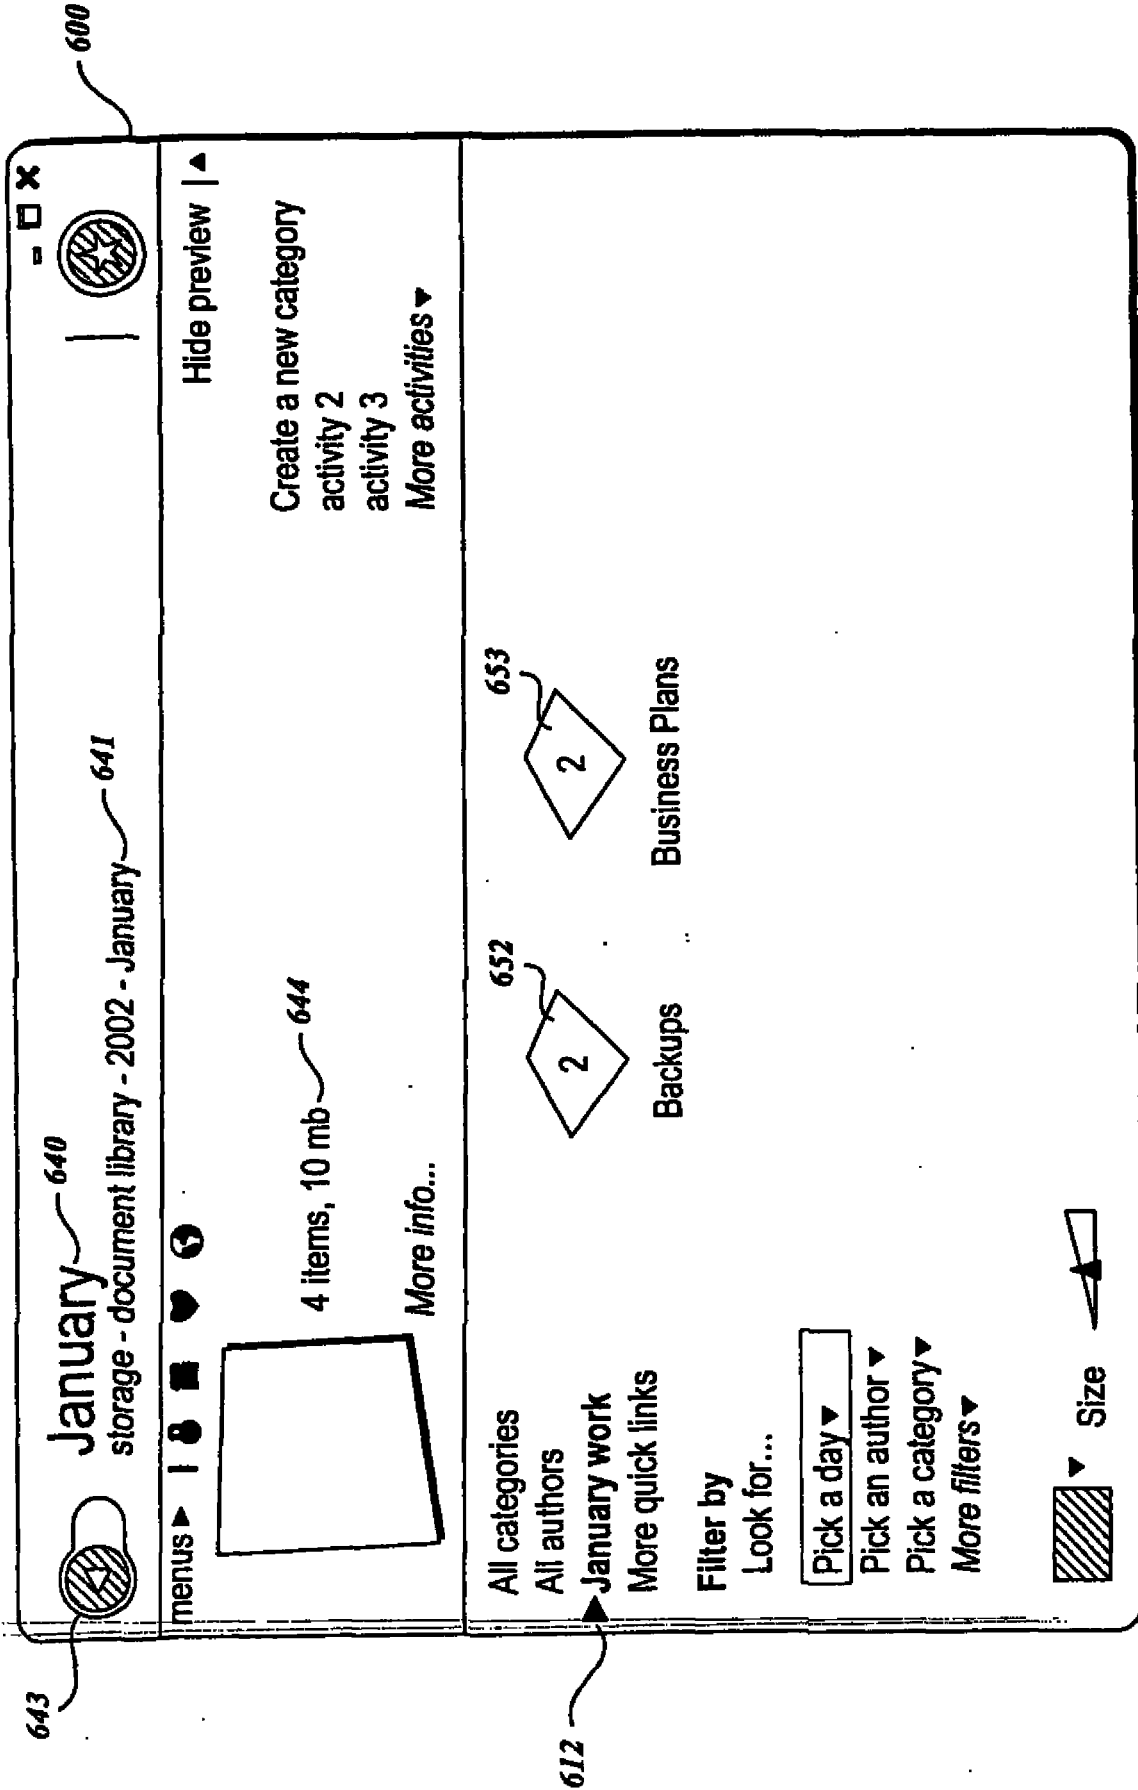 600
January 640
storage - document library - 2002 - January 641
643
menus
Hide preview
4 items, 10 mb 644
More info...
Create a new category
activity 2
activity 3
More activities
All categories
All authors
January work
612
More quick links
Filter by
Look for...
Pick a day
Pick an author
Pick a category
More filters
Size
652
2
Backups
653
2
Business Plans